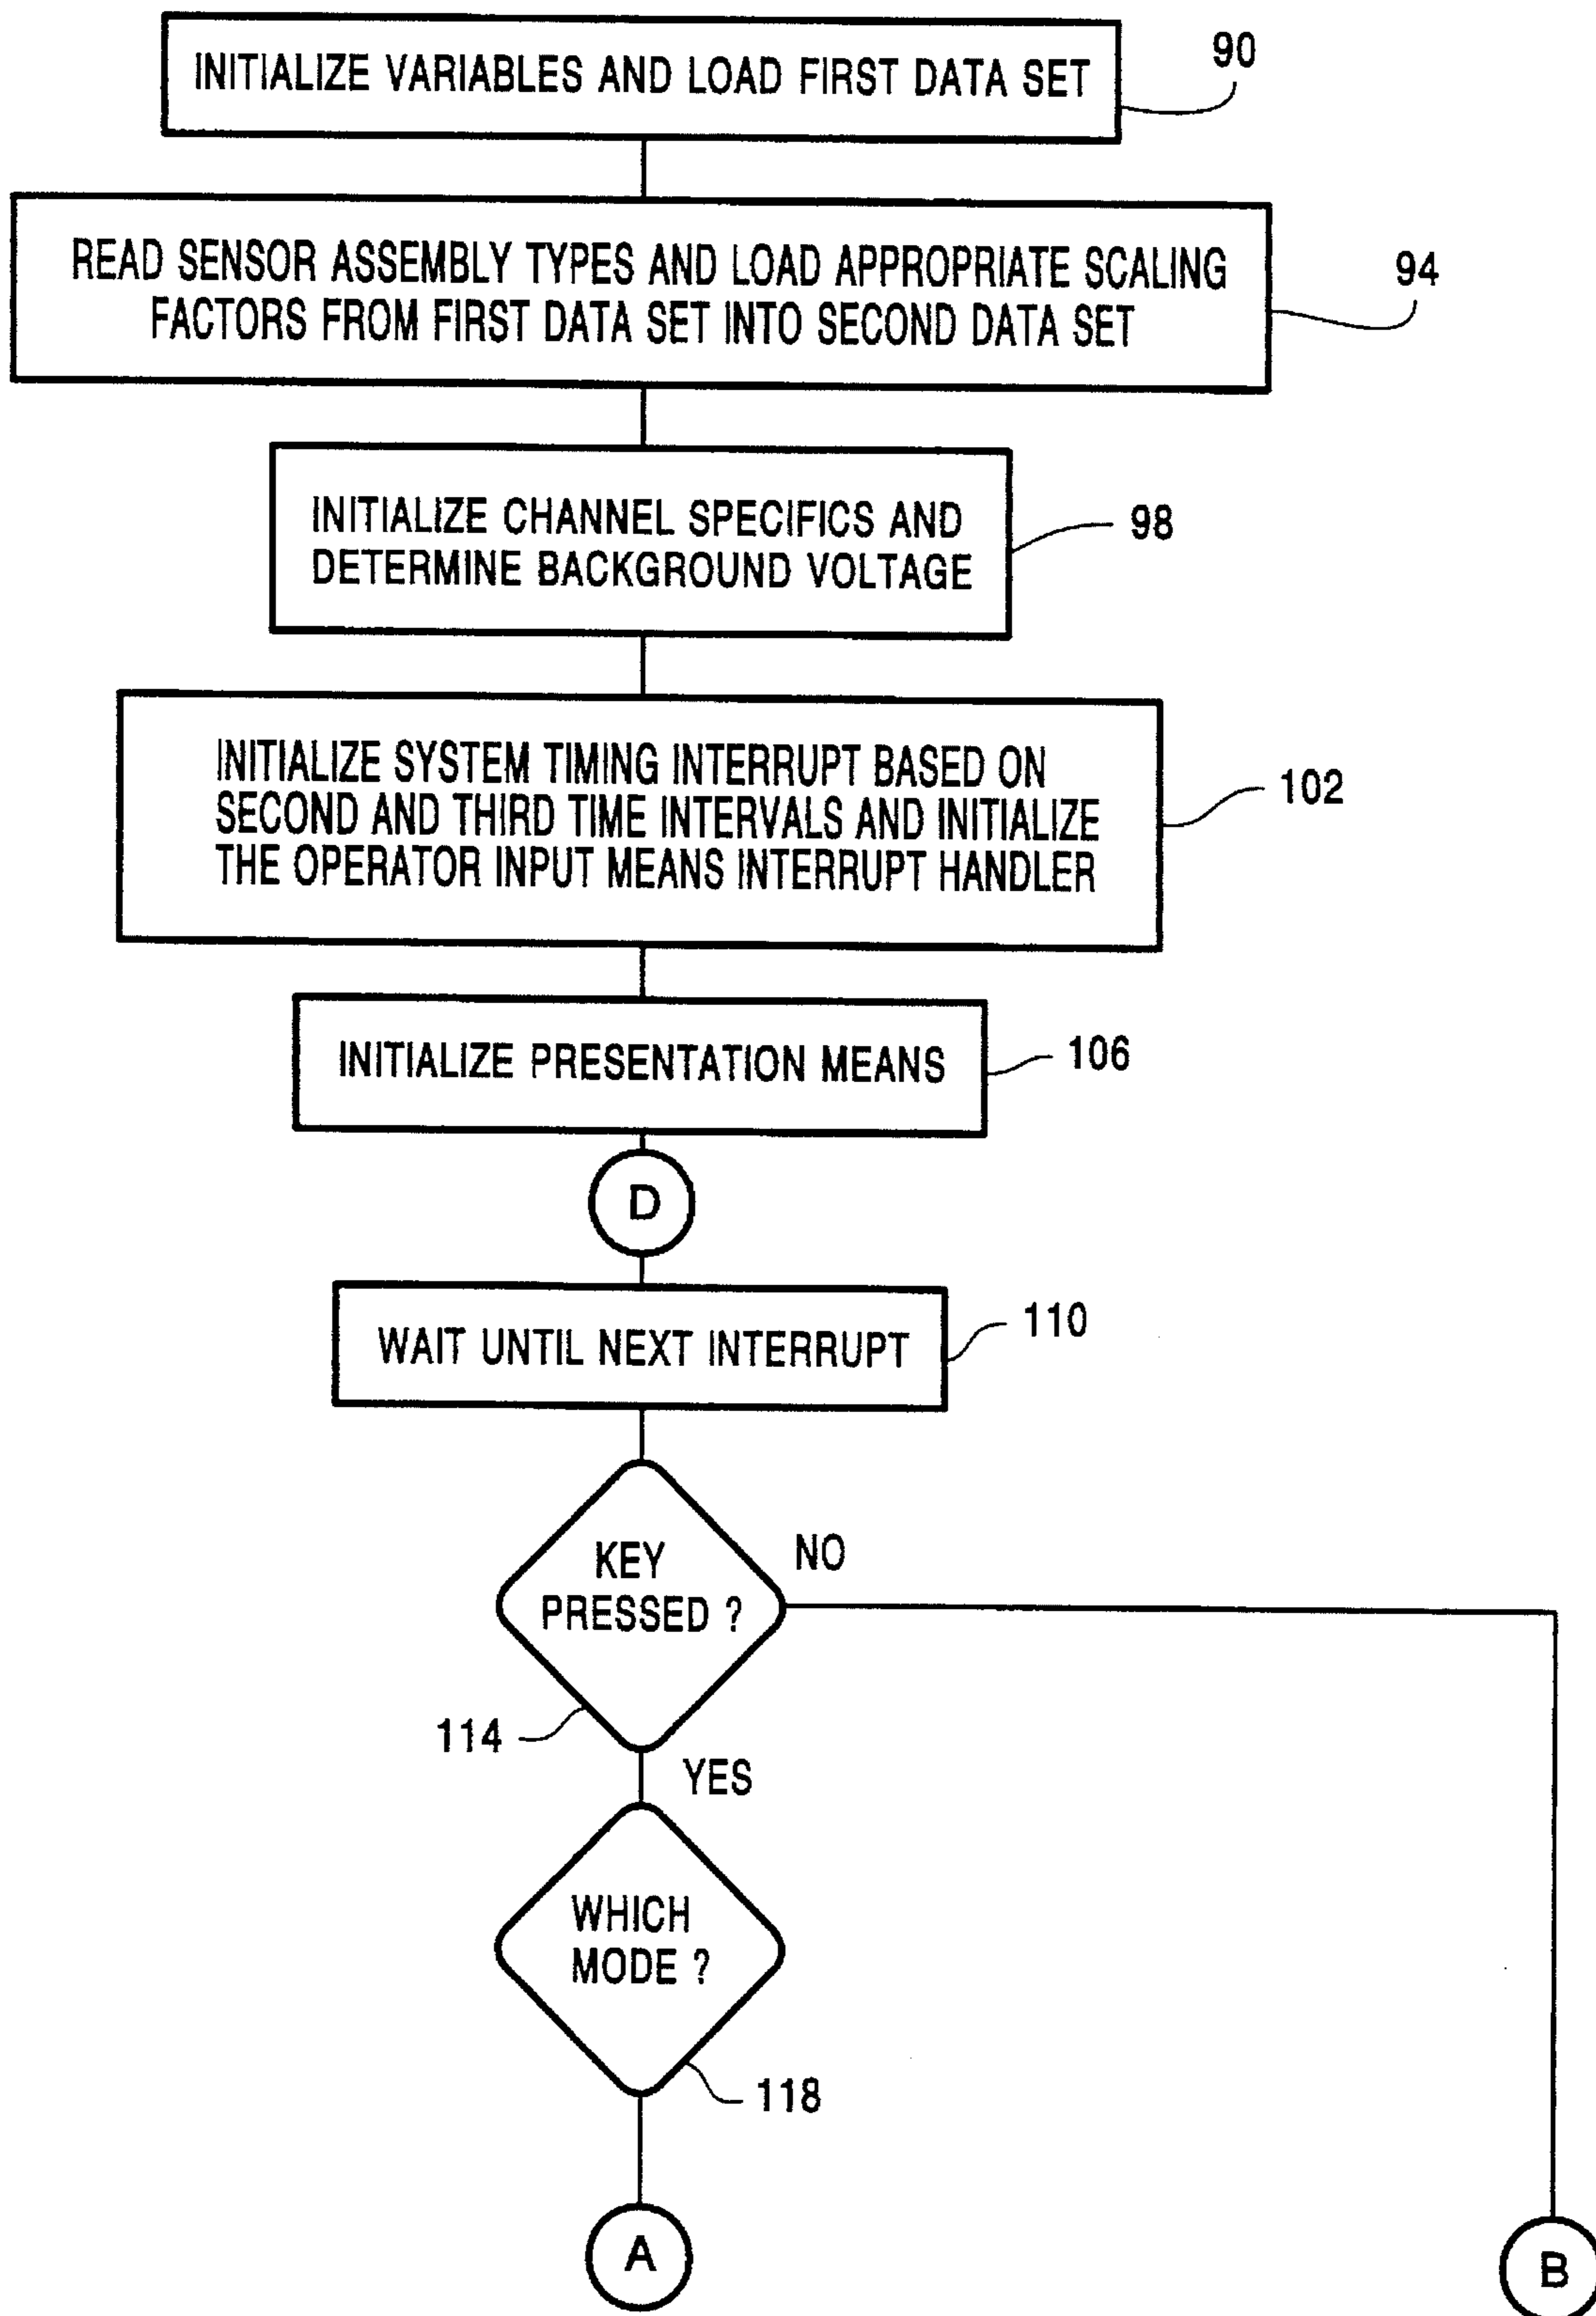 INITIALIZE VARIABLES AND LOAD FIRST DATA SET
90
READ SENSOR ASSEMBLY TYPES AND LOAD APPROPRIATE SCALING
FACTORS FROM FIRST DATA SET INTO SECOND DATA SET
94
INITIALIZE CHANNEL SPECIFICS AND
DETERMINE BACKGROUND VOLTAGE
98
INITIALIZE SYSTEM TIMING INTERRUPT BASED ON
SECOND AND THIRD TIME INTERVALS AND INITIALIZE
THE OPERATOR INPUT MEANS INTERRUPT HANDLER
102
INITIALIZE PRESENTATION MEANS
106
D
WAIT UNTIL NEXT INTERRUPT
110
KEY
PRESSED ?
NO
114
YES
WHICH
MODE ?
118
A
B